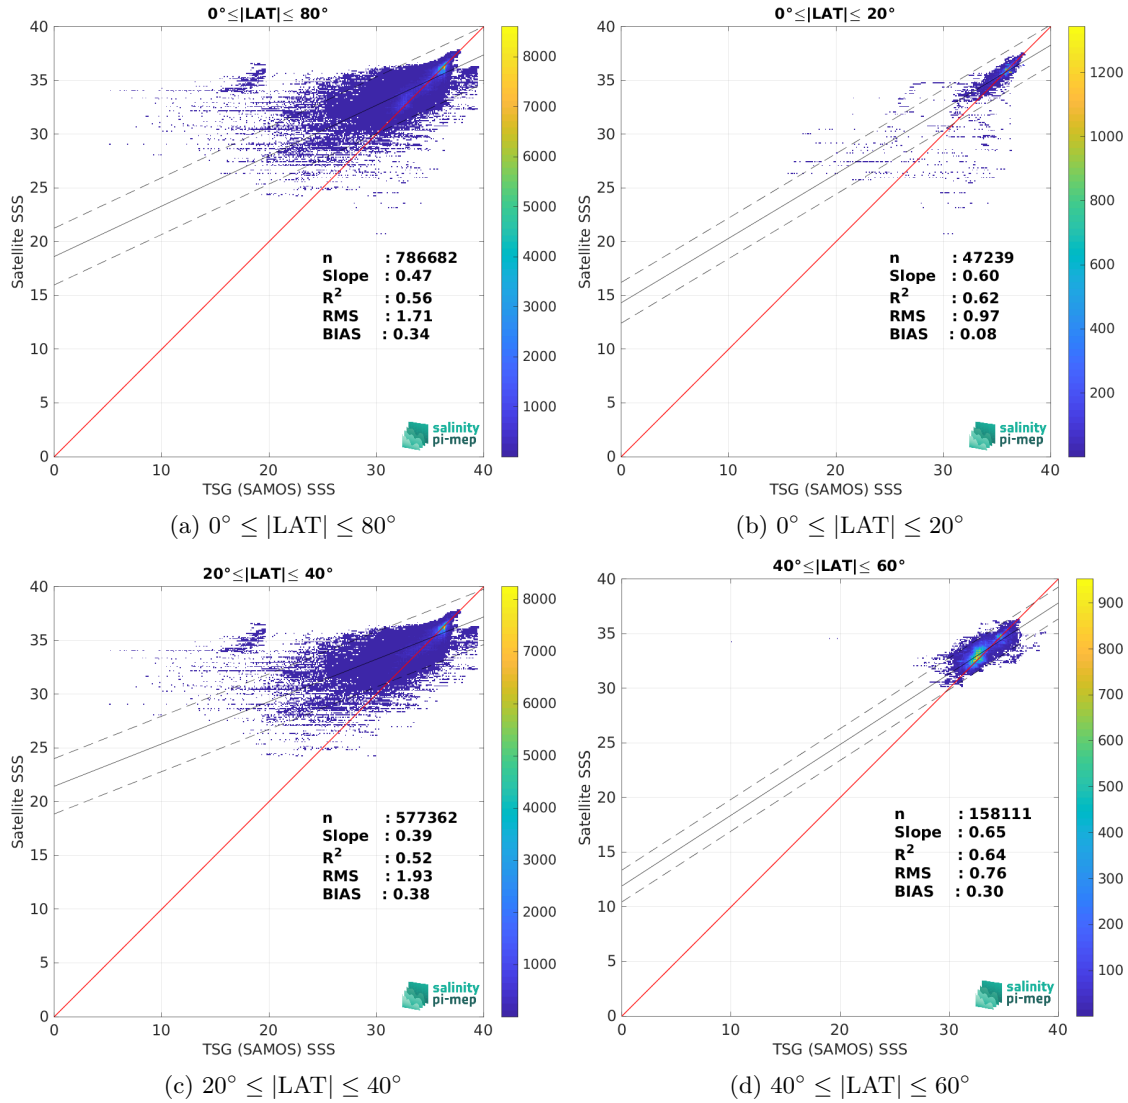 0°≤|LAT|≤ 80°
40
35
30
25
20
15
10
5
0
Satellite SSS
n : 786682
Slope : 0.47
R² : 0.56
RMS : 1.71
BIAS : 0.34
salinity
pi-mep
0 10 20 30 40
TSG (SAMOS) SSS
8000
7000
6000
5000
4000
3000
2000
1000
(a) 0° ≤ |LAT| ≤ 80°
0°≤|LAT|≤ 20°
40
35
30
25
20
15
10
5
0
Satellite SSS
n : 47239
Slope : 0.60
R² : 0.62
RMS : 0.97
BIAS : 0.08
salinity
pi-mep
0 10 20 30 40
TSG (SAMOS) SSS
1200
1000
800
600
400
200
(b) 0° ≤ |LAT| ≤ 20°
20°≤|LAT|≤ 40°
40
35
30
25
20
15
10
5
0
Satellite SSS
n : 577362
Slope : 0.39
R² : 0.52
RMS : 1.93
BIAS : 0.38
salinity
pi-mep
0 10 20 30 40
TSG (SAMOS) SSS
8000
7000
6000
5000
4000
3000
2000
1000
(c) 20° ≤ |LAT| ≤ 40°
40°≤|LAT|≤ 60°
40
35
30
25
20
15
10
5
0
Satellite SSS
n : 158111
Slope : 0.65
R² : 0.64
RMS : 0.76
BIAS : 0.30
salinity
pi-mep
0 10 20 30 40
TSG (SAMOS) SSS
900
800
700
600
500
400
300
200
100
(d) 40° ≤ |LAT| ≤ 60°